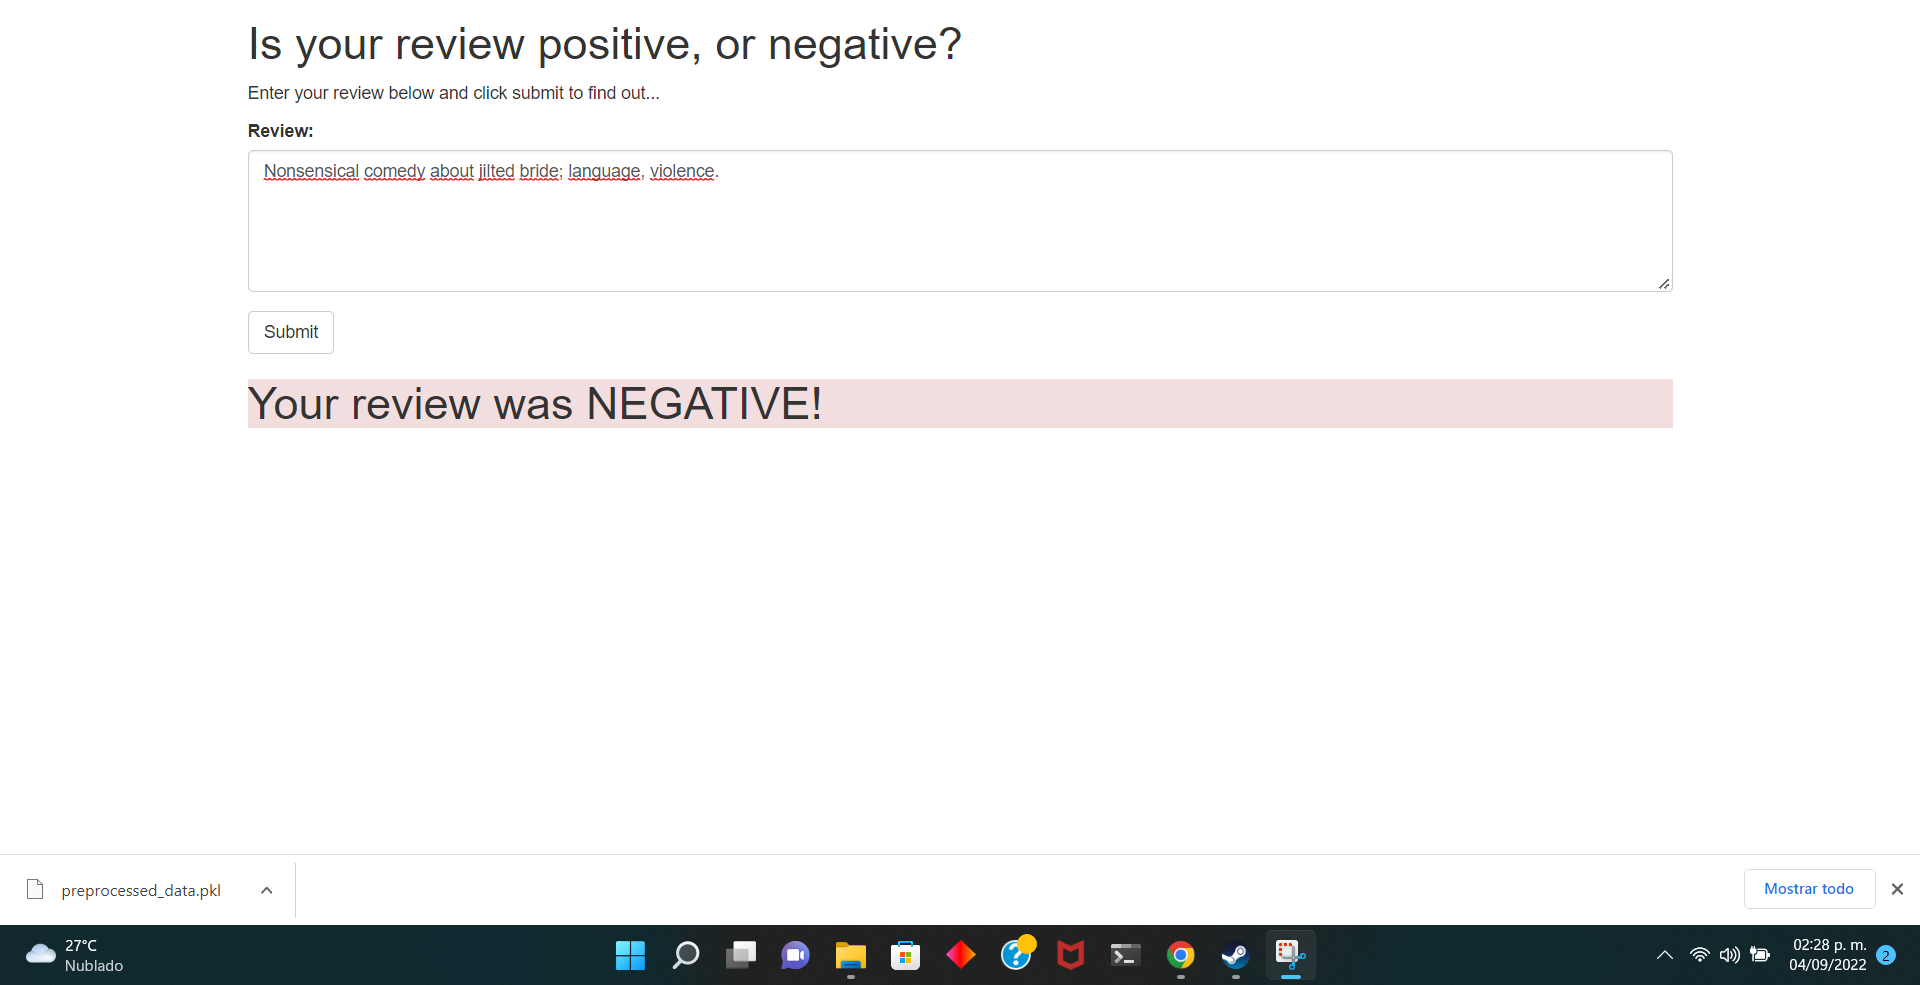 Is your review positive, or negative?
Enter your review below and click submit to find out...
Review:
Nonsensical comedy about jilted bride; language, violence.
Submit
Your review was NEGATIVE!
preprocessed_data.pkl
Mostrar todo
27°C
Nublado
02:28 p. m.
04/09/2022
2